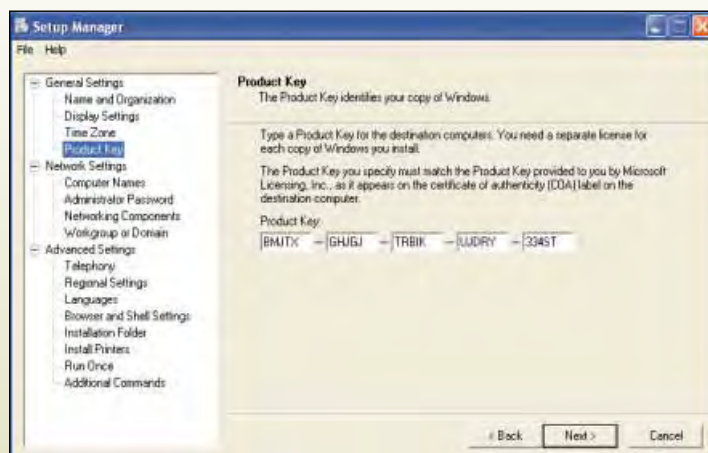 Setup Manager
File Help
General Settings
Name and Organization
Display Settings
Time Zone
Product Key
Network Settings
Computer Names
Administrator Password
Networking Components
Workgroup or Domain
Advanced Settings
Telephony
Regional Settings
Languages
Browser and Shell Settings
Installation Folder
Install Printers
Run Once
Additional Commands
Product Key
The Product Key identifies your copy of Windows.
Type a Product Key for the destination computers. You need a separate license for
each copy of Windows you install.
The Product Key you specify must match the Product Key provided to you by Microsoft
Licensing, Inc., as it appears on the certificate of authenticity (COA) label on the
destination computer.
Product Key:
BMJTX - GHJGJ - TRBIK - UJDRY - 334ST
< Back Next > Cancel